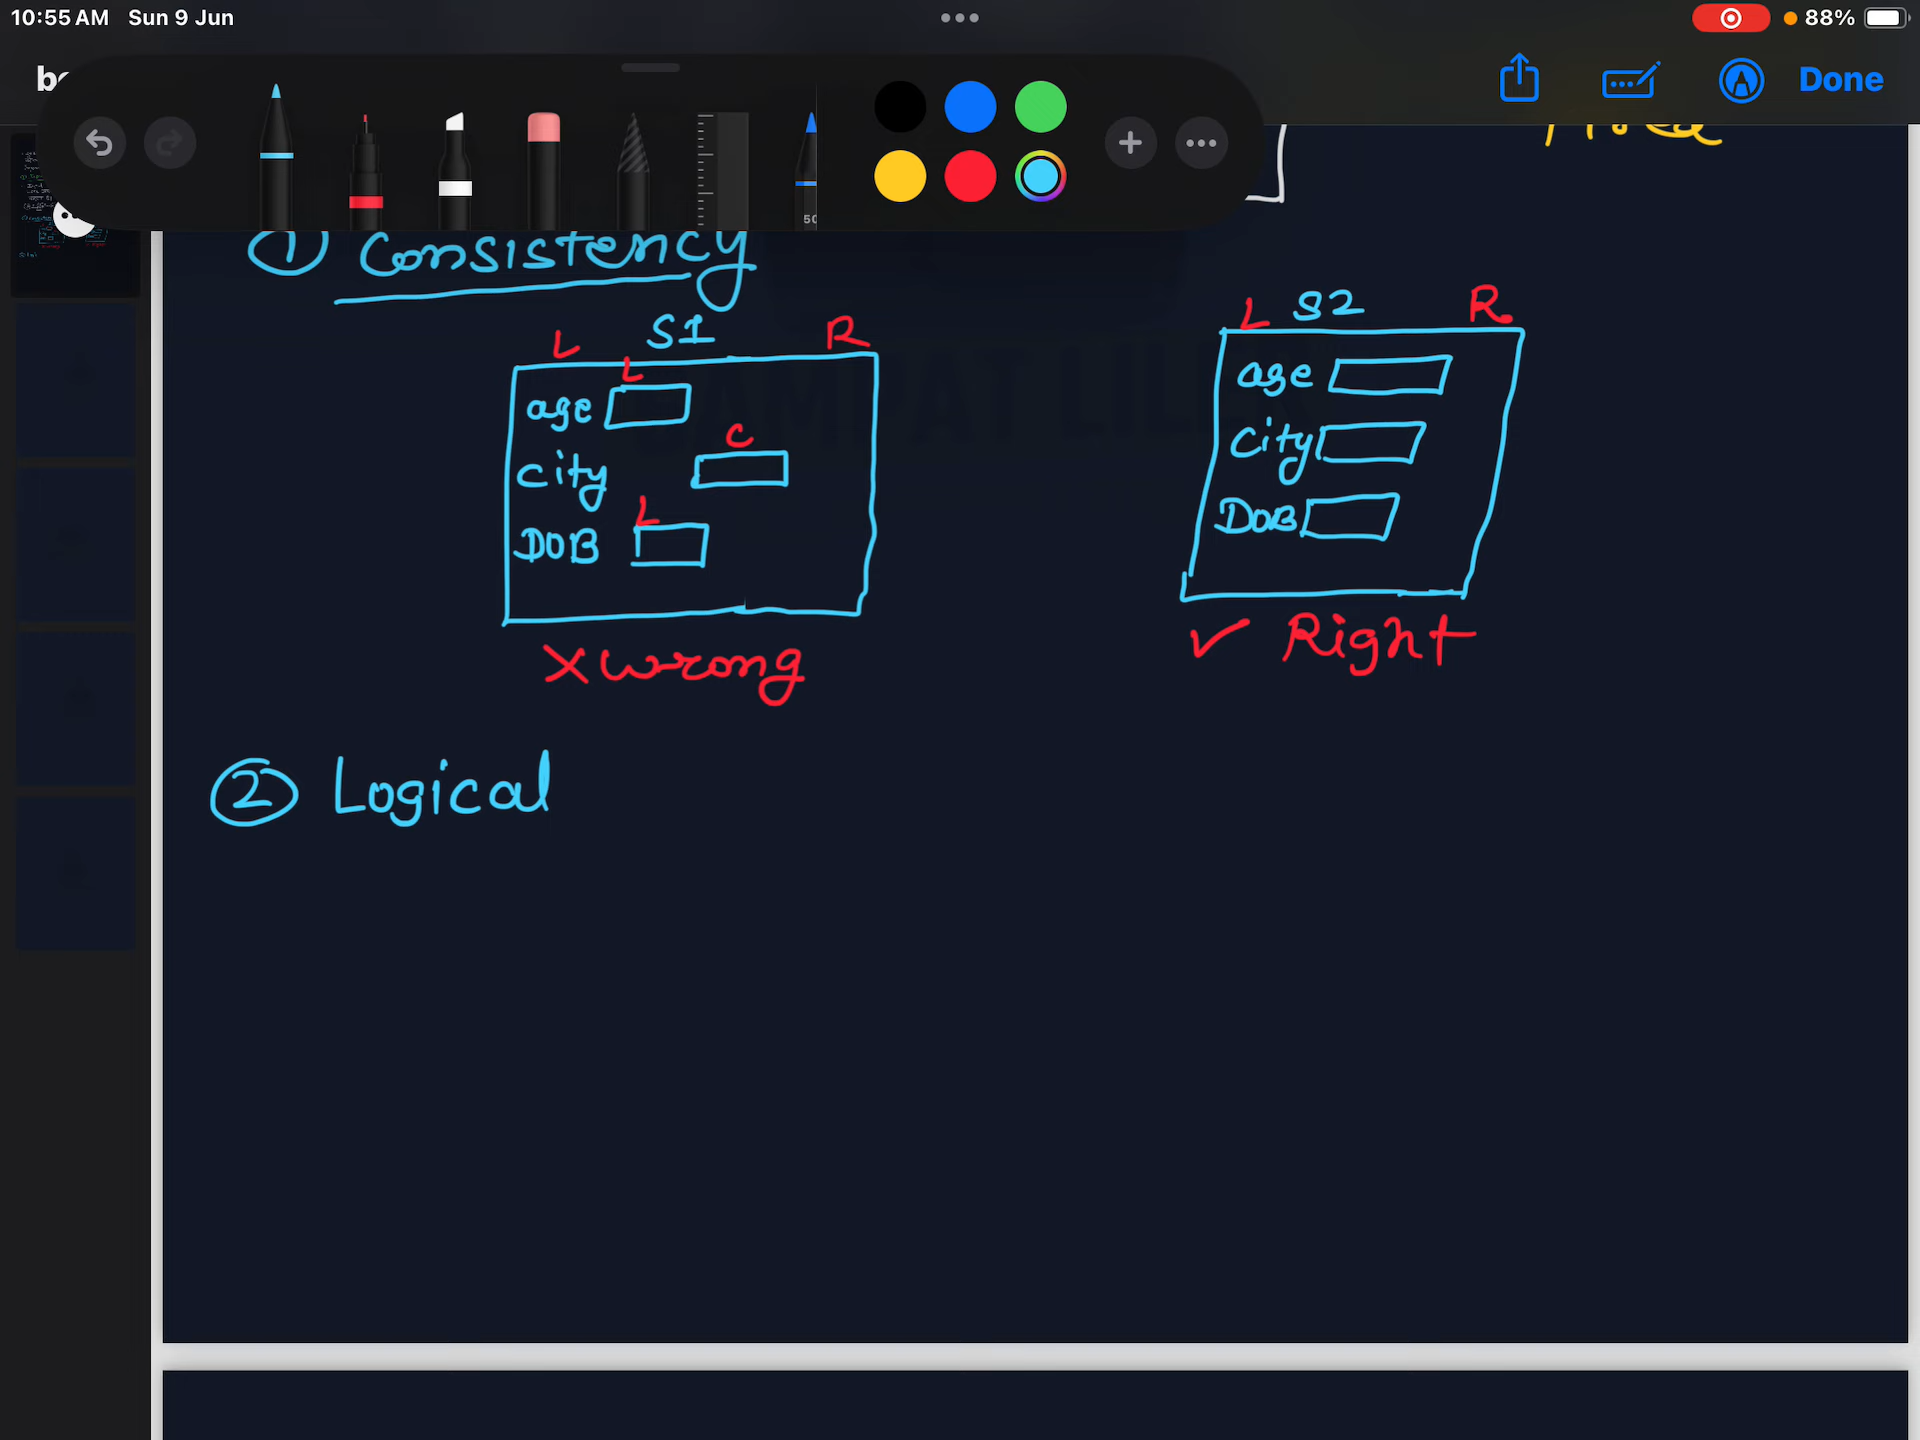 10:55 AM Sun 9 Jun
88%
Done
50
① Consistency
L S1 R
L
age
C
city
L
DOB
X wrong
L S2 R
age
City
DOB
✓ Right
② Logical